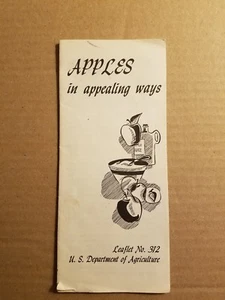 APPLES
in appealing ways
Leaflet No. 312
U. S. Department of Agriculture